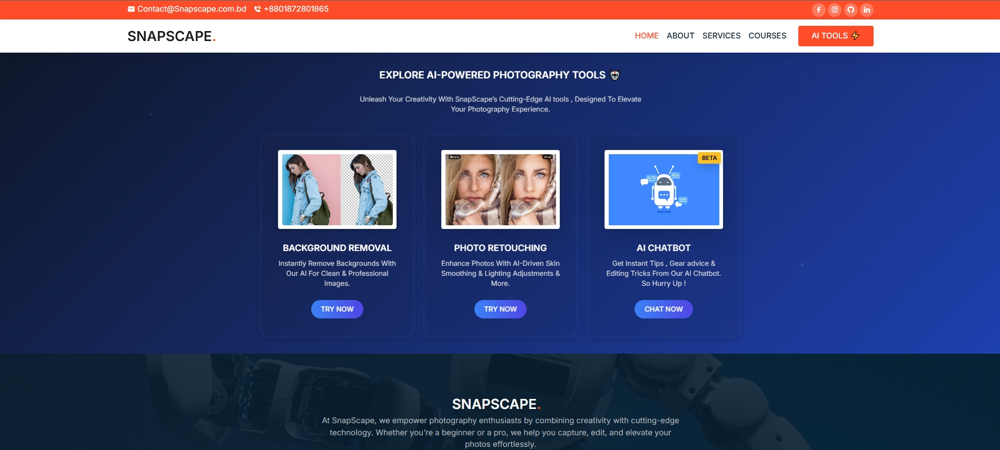 Contact@Snapscape.com.bd +8801872801865
SNAPSCAPE.
HOME ABOUT SERVICES COURSES AI TOOLS ⚡
EXPLORE AI-POWERED PHOTOGRAPHY TOOLS
Unleash Your Creativity With SnapScape’s Cutting-Edge AI tools , Designed To Elevate
Your Photography Experience.
Before After
BETA
BACKGROUND REMOVAL
Instantly Remove Backgrounds With
Our AI For Clean & Professional
Images.
TRY NOW
PHOTO RETOUCHING
Enhance Photos With AI-Driven Skin
Smoothing & Lighting Adjustments &
More.
TRY NOW
AI CHATBOT
Get Instant Tips , Gear advice &
Editing Tricks From Our AI Chatbot.
So Hurry Up !
CHAT NOW
SNAPSCAPE.
At SnapScape, we empower photography enthusiasts by combining creativity with cutting-edge
technology. Whether you’re a beginner or a pro, we help you capture, edit, and elevate your
photos effortlessly.